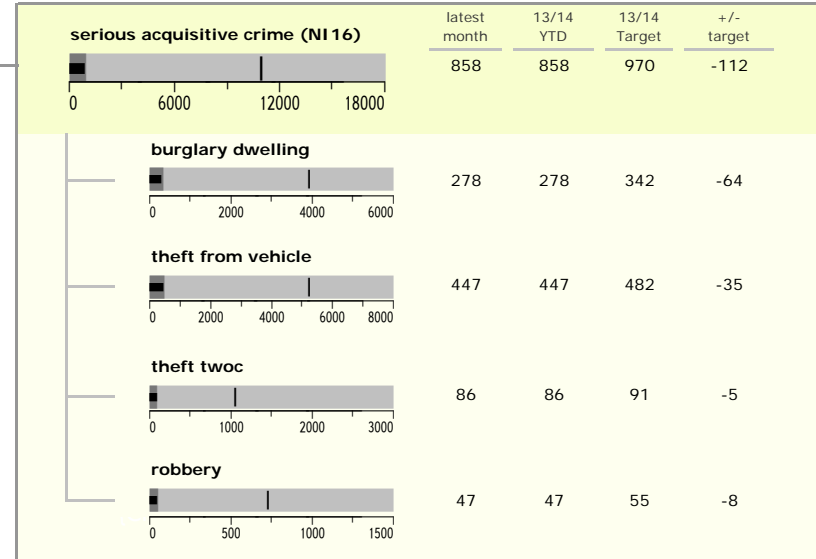 latest 13/14 13/14 +/-
serious acquisitive crime (NI16) month YTD Target target
858 858 970 -112
0 6000 12000 18000
burglary dwelling
278 278 342 -64
0 2000 4000 6000
theft from vehicle
447 447 482 -35
0 2000 4000 6000 8000
theft twoc
86 86 91 -5
0 1000 2000 3000
robbery
47 47 55 -8
0 500 1000 1500